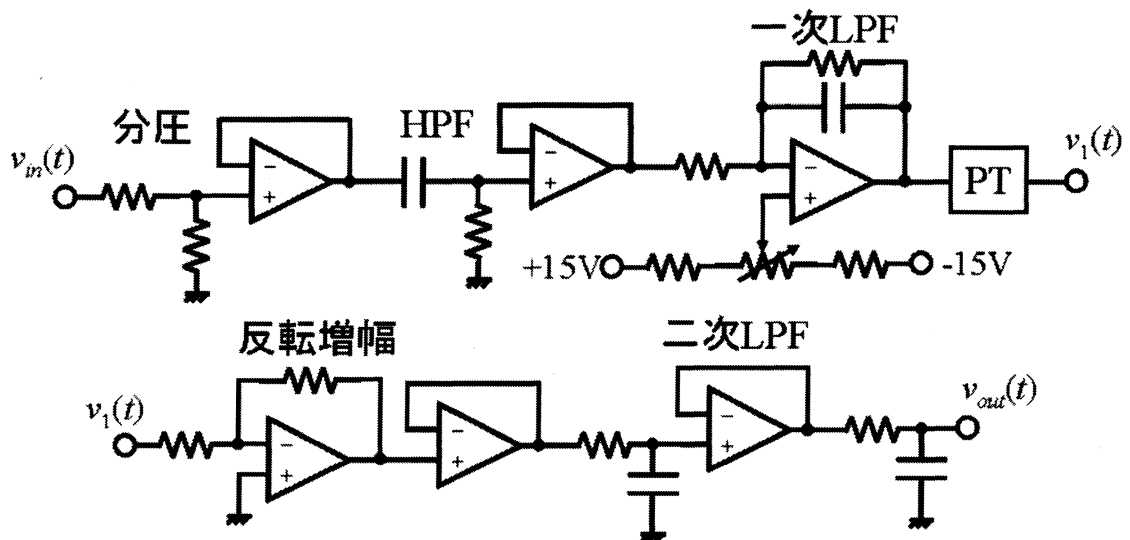 一次LPF
分圧
HPF
v_in(t)
v_1(t)
PT
+15V
-15V
反転増幅
二次LPF
v_1(t)
v_out(t)